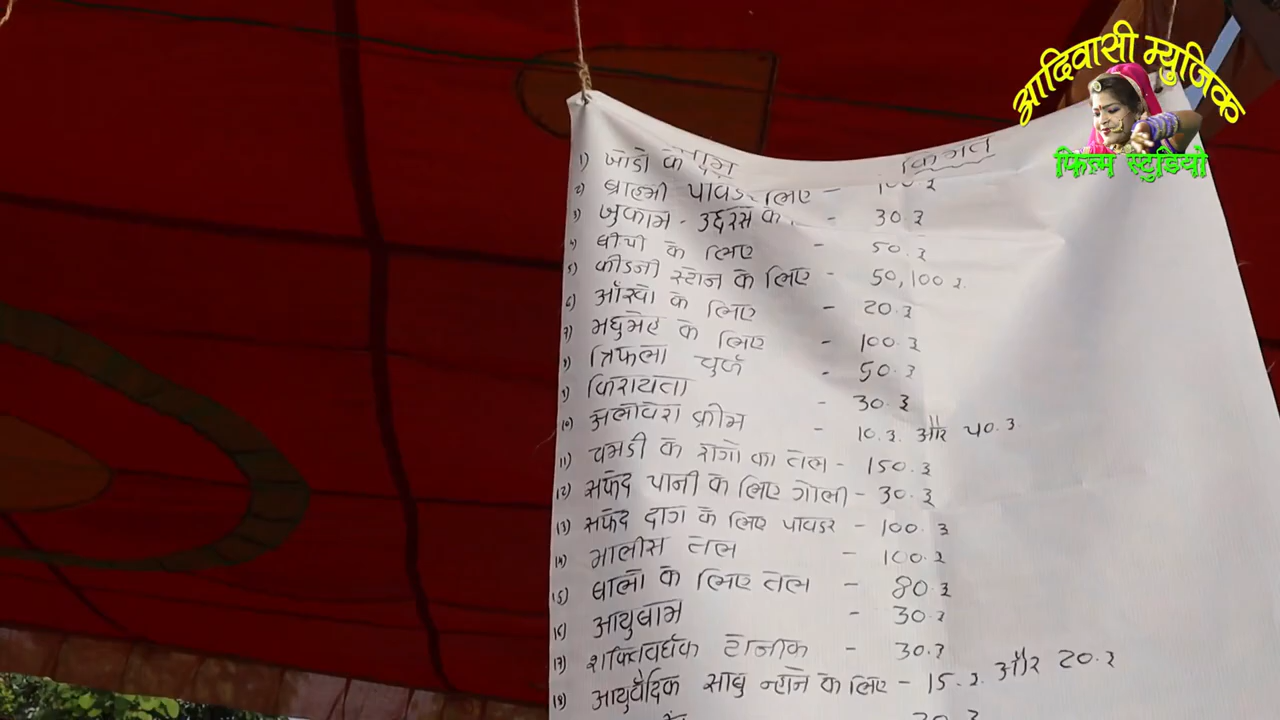 आदिवासी म्युजिक
फिल्म स्टुडियो
नाम किंमत
1) जोडो के
2) ब्राहमी पावडर लिए - 100.रु
3) जुकाम - उद्दरस के. - 30.रु
4) बीपी के लिए - 50.रु
5) कीडनी स्टोन के लिए - 50,100 रु.
6) आँखो के लिए - 20.रु
7) मधुमेह के लिए - 100.रु
8) त्रिफला चुर्ण - 50.रु
9) किरायता - 30.रु
10) अलोवेरा क्रीम - 10.रु. और 40.रु
11) चमडी के रोगो का तेल - 150.रु
12) सफेद पानी के लिए गोली - 30.रु
13) सफेद दाग के लिए पावडर - 100.रु
14) मालीस तेल - 100.रु
15) बालो के लिए तेल - 80.रु
16) आयुबाम - 30.रु
17) शक्तिवर्धक टोनीक - 30.रु
18) आयुर्वेदिक साबु न्होने के लिए - 15.रु. और 20.रु